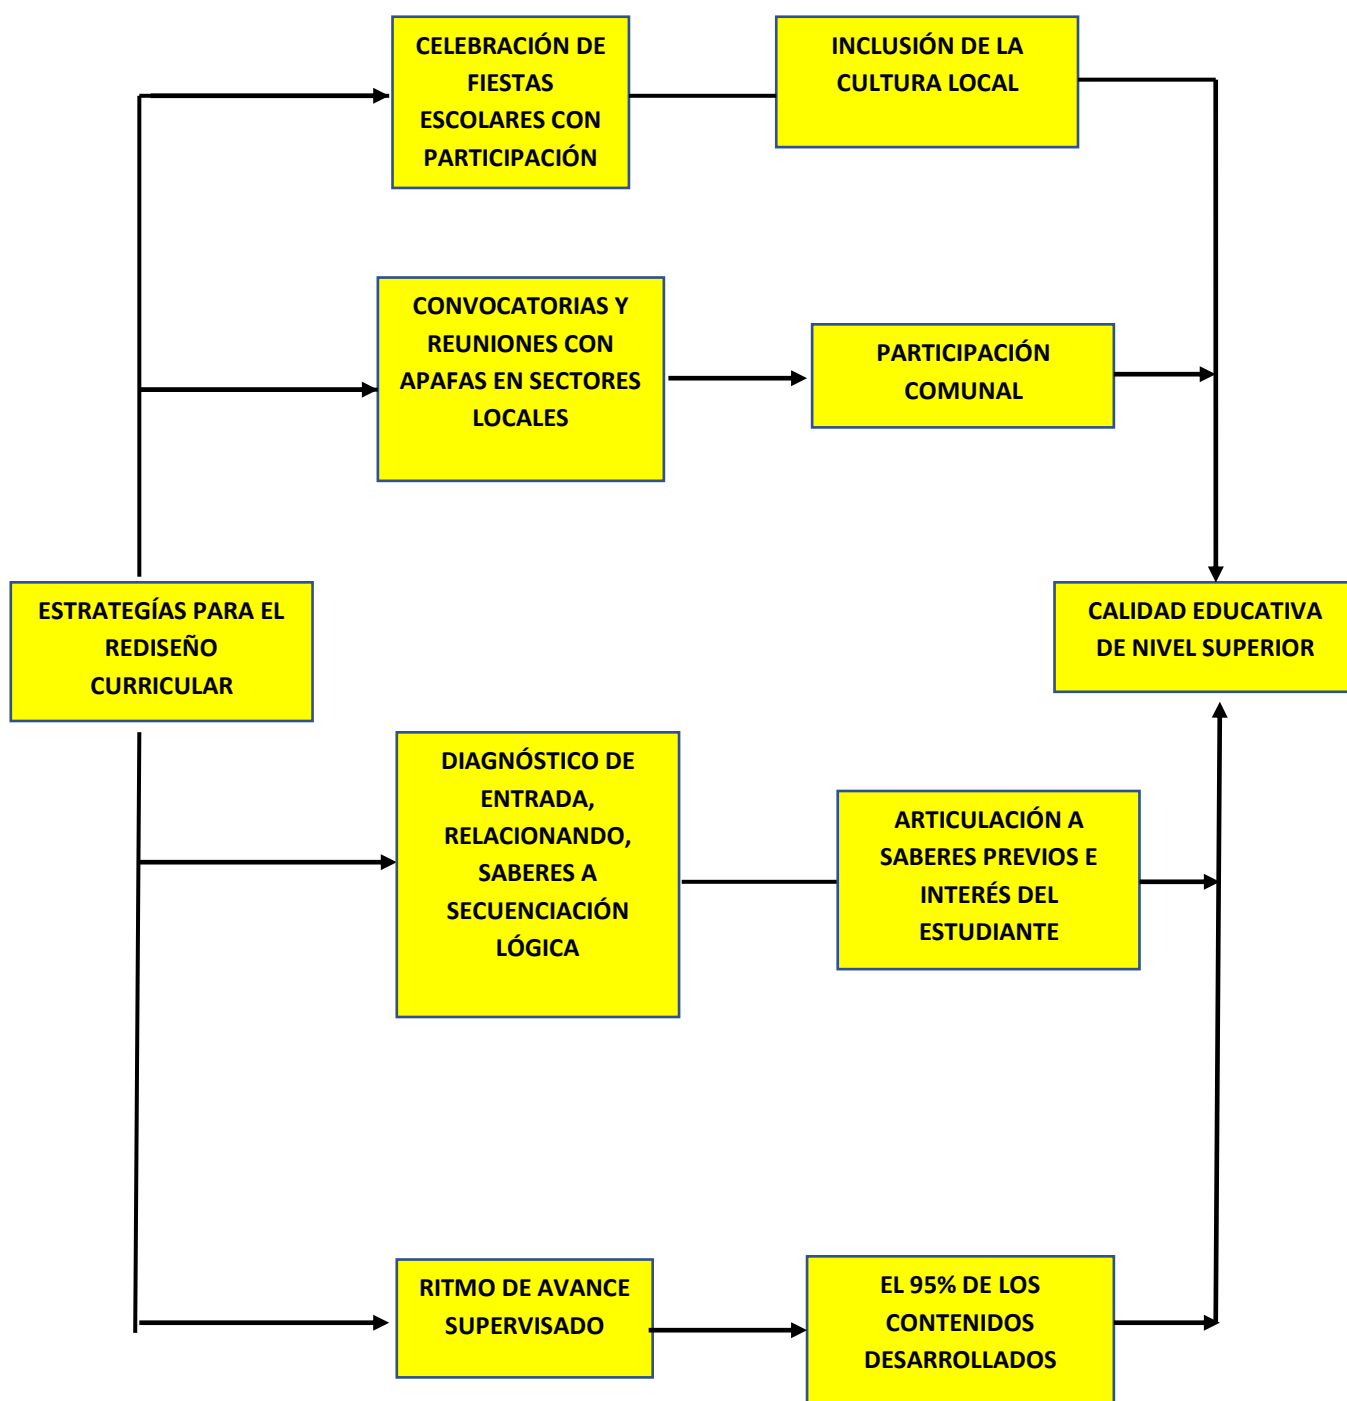 CELEBRACIÓN DE
FIESTAS
ESCOLARES CON
PARTICIPACIÓN
INCLUSIÓN DE LA
CULTURA LOCAL
CONVOCATORIAS Y
REUNIONES CON
APAFAS EN SECTORES
LOCALES
PARTICIPACIÓN
COMUNAL
ESTRATEGÍAS PARA EL
REDISEÑO
CURRICULAR
CALIDAD EDUCATIVA
DE NIVEL SUPERIOR
DIAGNÓSTICO DE
ENTRADA,
RELACIONANDO,
SABERES A
SECUENCIACIÓN
LÓGICA
ARTICULACIÓN A
SABERES PREVIOS E
INTERÉS DEL
ESTUDIANTE
RITMO DE AVANCE
SUPERVISADO
EL 95% DE LOS
CONTENIDOS
DESARROLLADOS